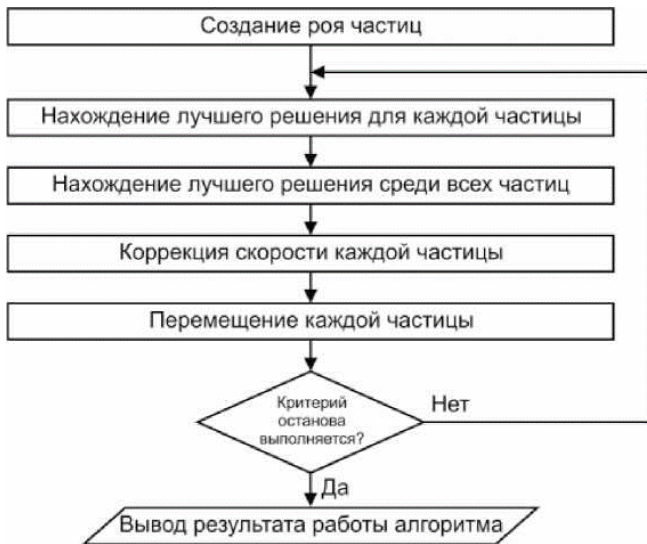 Создание роя частиц
Нахождение лучшего решения для каждой частицы
Нахождение лучшего решения среди всех частиц
Коррекция скорости каждой частицы
Перемещение каждой частицы
Критерий
останова
выполняется?
Нет
Да
Вывод результата работы алгоритма